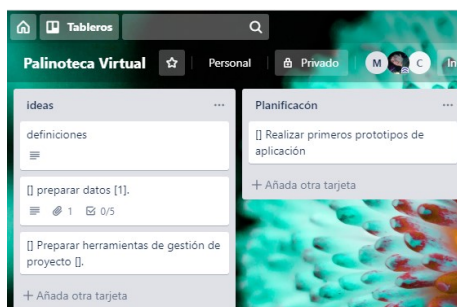 Tableros
Palinoteca Virtual
Personal
Privado
M
C
In
ideas
...
definiciones
[] preparar datos [1].
1
0/5
[] Preparar herramientas de gestión de
proyecto [].
+ Añada otra tarjeta
Planificacón
...
[] Realizar primeros prototipos de
aplicación
+ Añada otra tarjeta